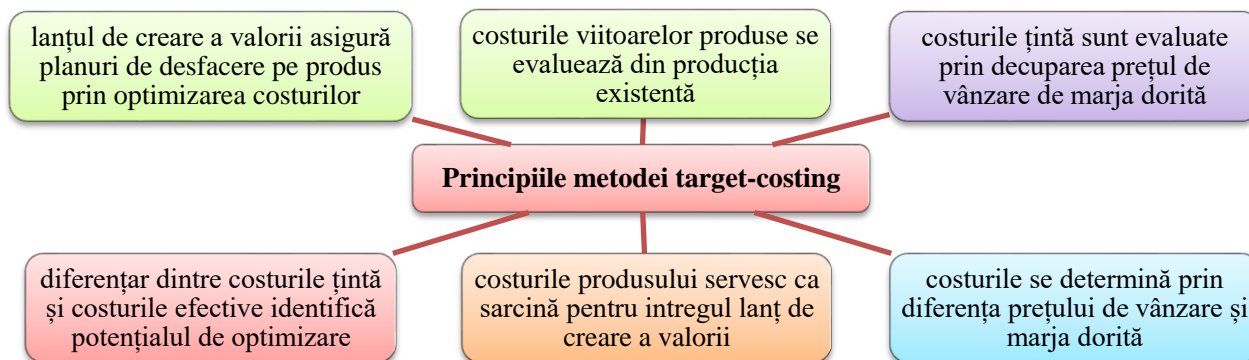 lanțul de creare a valorii asigură
planuri de desfacere pe produs
prin optimizarea costurilor
costurile viitoarelor produse se
evaluează din producția
existentă
costurile țintă sunt evaluate
prin decuparea prețul de
vânzare de marja dorită
Principiile metodei target-costing
diferențar dintre costurile țintă
și costurile efective identifică
potențialul de optimizare
costurile produsului servesc ca
sarcină pentru intregul lanț de
creare a valorii
costurile se determină prin
diferența prețului de vânzare și
marja dorită